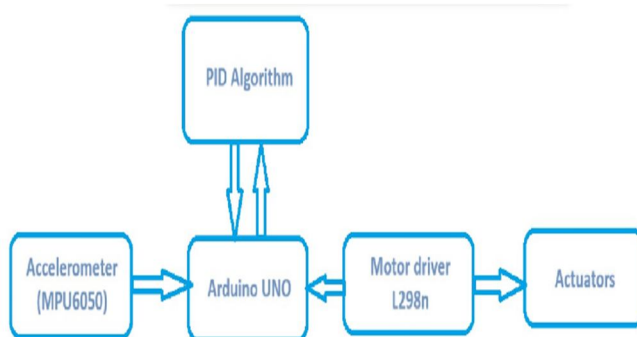 PID Algorithm
Accelerometer
(MPU6050)
Arduino UNO
Motor driver
L298n
Actuators